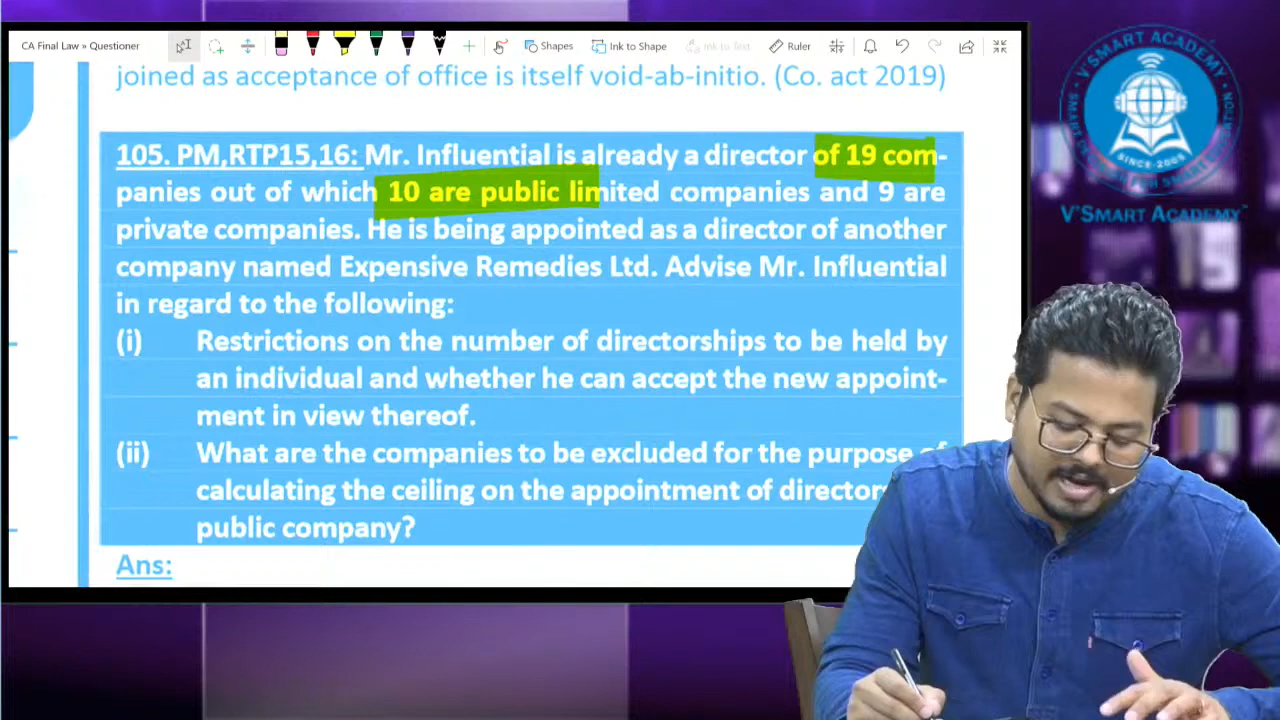 CA Final Law » Questioner
Shapes
Ink to Shape
Ink to Text
Ruler
joined as acceptance of office is itself void-ab-initio. (Co. act 2019)
105. PM,RTP15,16: Mr. Influential is already a director of 19 com-
panies out of which 10 are public limited companies and 9 are
private companies. He is being appointed as a director of another
company named Expensive Remedies Ltd. Advise Mr. Influential
in regard to the following:
(i) Restrictions on the number of directorships to be held by
an individual and whether he can accept the new appoint-
ment in view thereof.
(ii) What are the companies to be excluded for the purpose of
calculating the ceiling on the appointment of director
public company?
Ans:
V'SMART ACADEMY
SINCE-2005
V'SMART ACADEMY